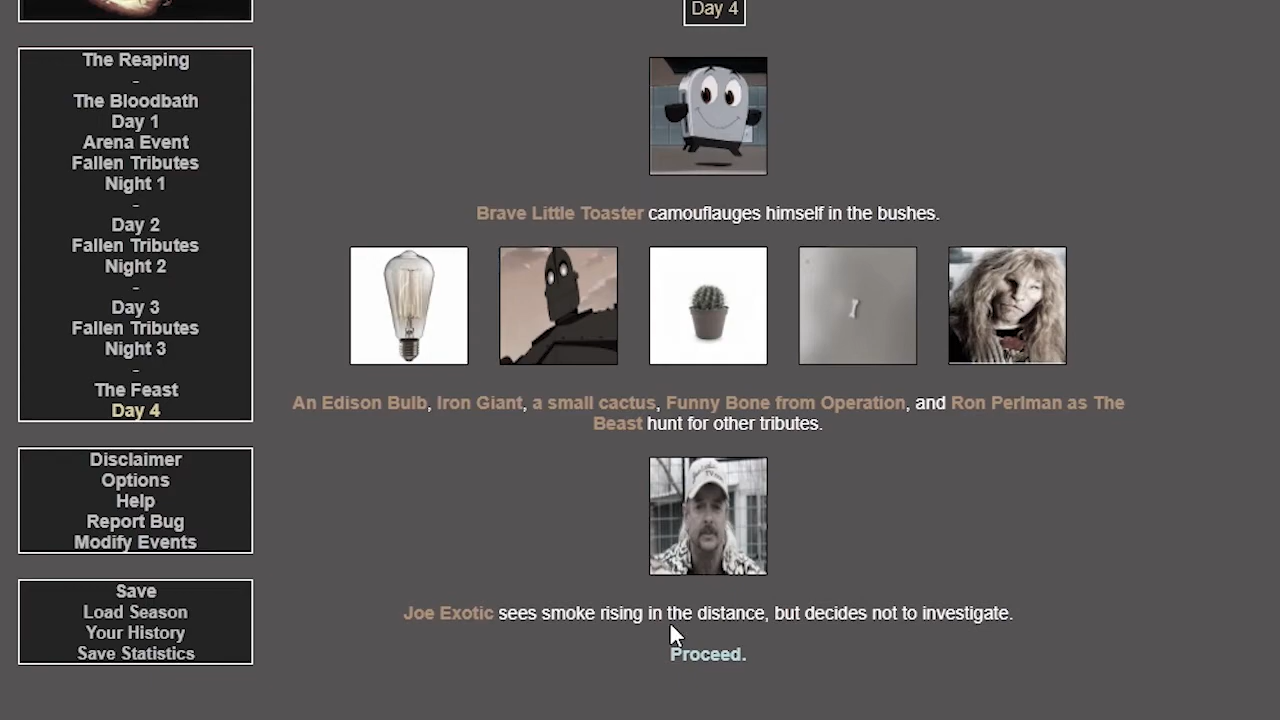 The Reaping
-
The Bloodbath
Day 1
Arena Event
Fallen Tributes
Night 1
-
Day 2
Fallen Tributes
Night 2
-
Day 3
Fallen Tributes
Night 3
-
The Feast
Day 4
Disclaimer
Options
Help
Report Bug
Modify Events
Save
Load Season
Your History
Save Statistics
Day 4
Brave Little Toaster camouflauges himself in the bushes.
An Edison Bulb, Iron Giant, a small cactus, Funny Bone from Operation, and Ron Perlman as The
Beast hunt for other tributes.
Joe Exotic sees smoke rising in the distance, but decides not to investigate.
Proceed.